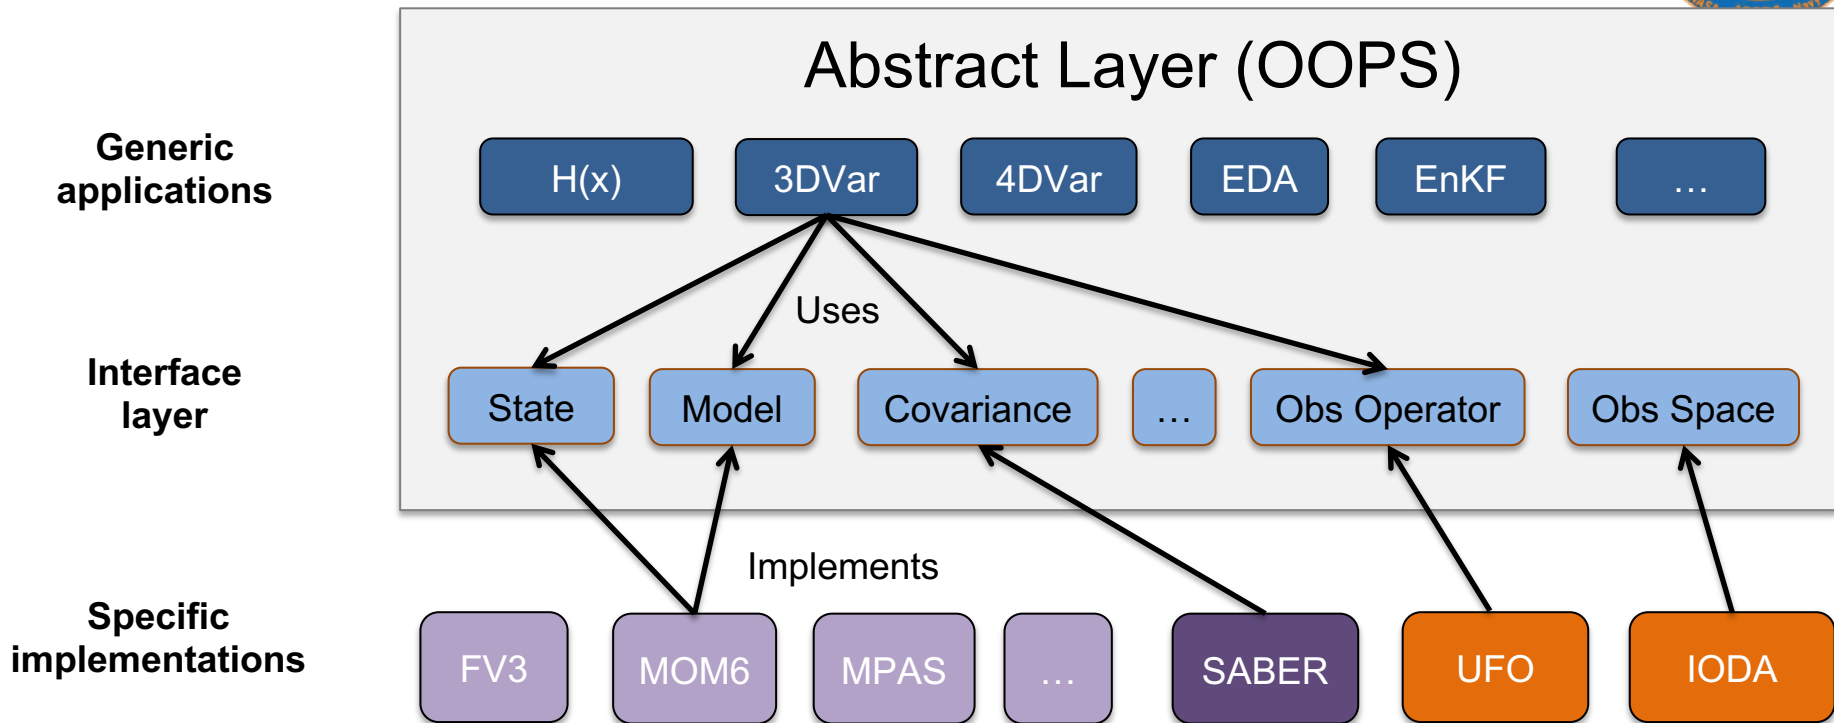 Abstract Layer (OOPS)
Generic
applications
H(x)
3DVar
4DVar
EDA
EnKF
…
Uses
Interface
layer
State
Model
Covariance
…
Obs Operator
Obs Space
Implements
Specific
implementations
FV3
MOM6
MPAS
…
SABER
UFO
IODA